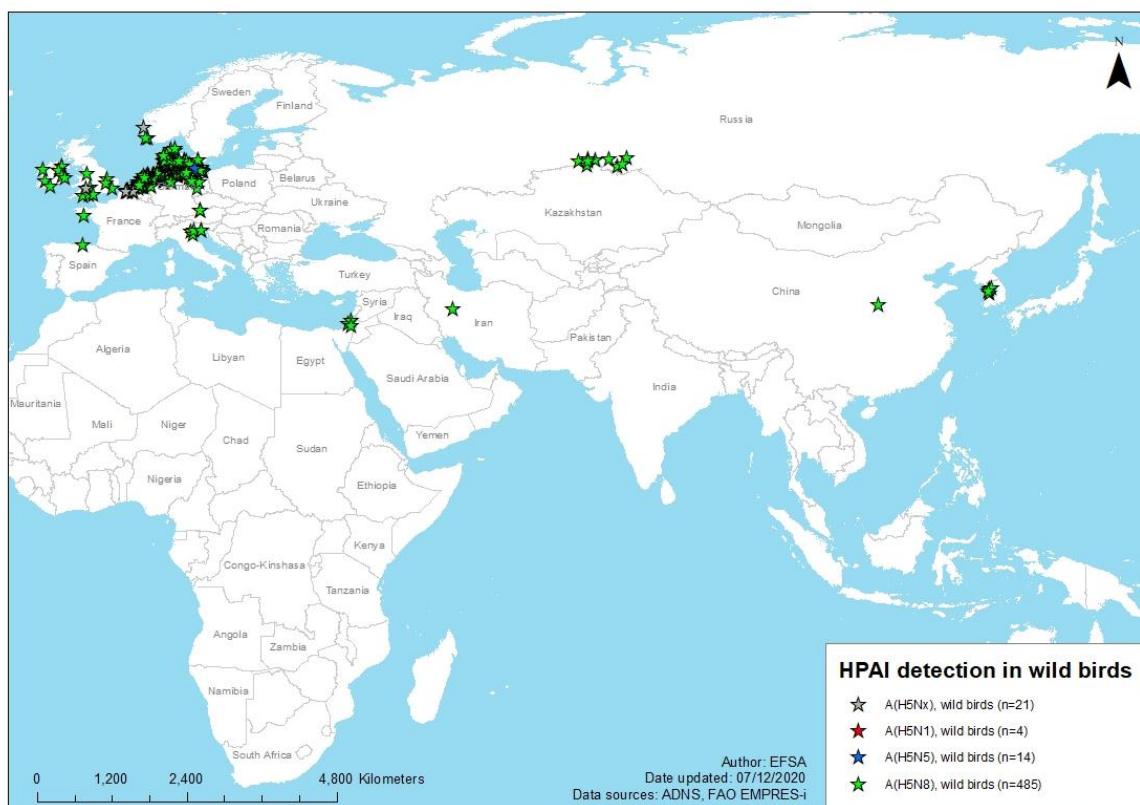 N
Sweden
Finland
Russia
Belarus
Poland
Ukraine
Kazakhstan
France
Romania
Mongolia
Spain
Turkey
China
Syria
Iraq
Iran
Algeria
Libyan
Egypt
Pakistan
Saudi Arabia
India
Mauritania
Mali
Niger
Chad
Sudan
Yemen
Nigeria
Ethiopia
Kenya
Congo-Kinshasa
Tanzania
Angola
Zambia
Namibia
South Africa
HPAI detection in wild birds
A(H5Nx), wild birds (n=21)
A(H5N1), wild birds (n=4)
A(H5N5), wild birds (n=14)
A(H5N8), wild birds (n=485)
0 1,200 2,400 4,800 Kilometers
Author: EFSA
Date updated: 07/12/2020
Data sources: ADNS, FAO EMPRES-i